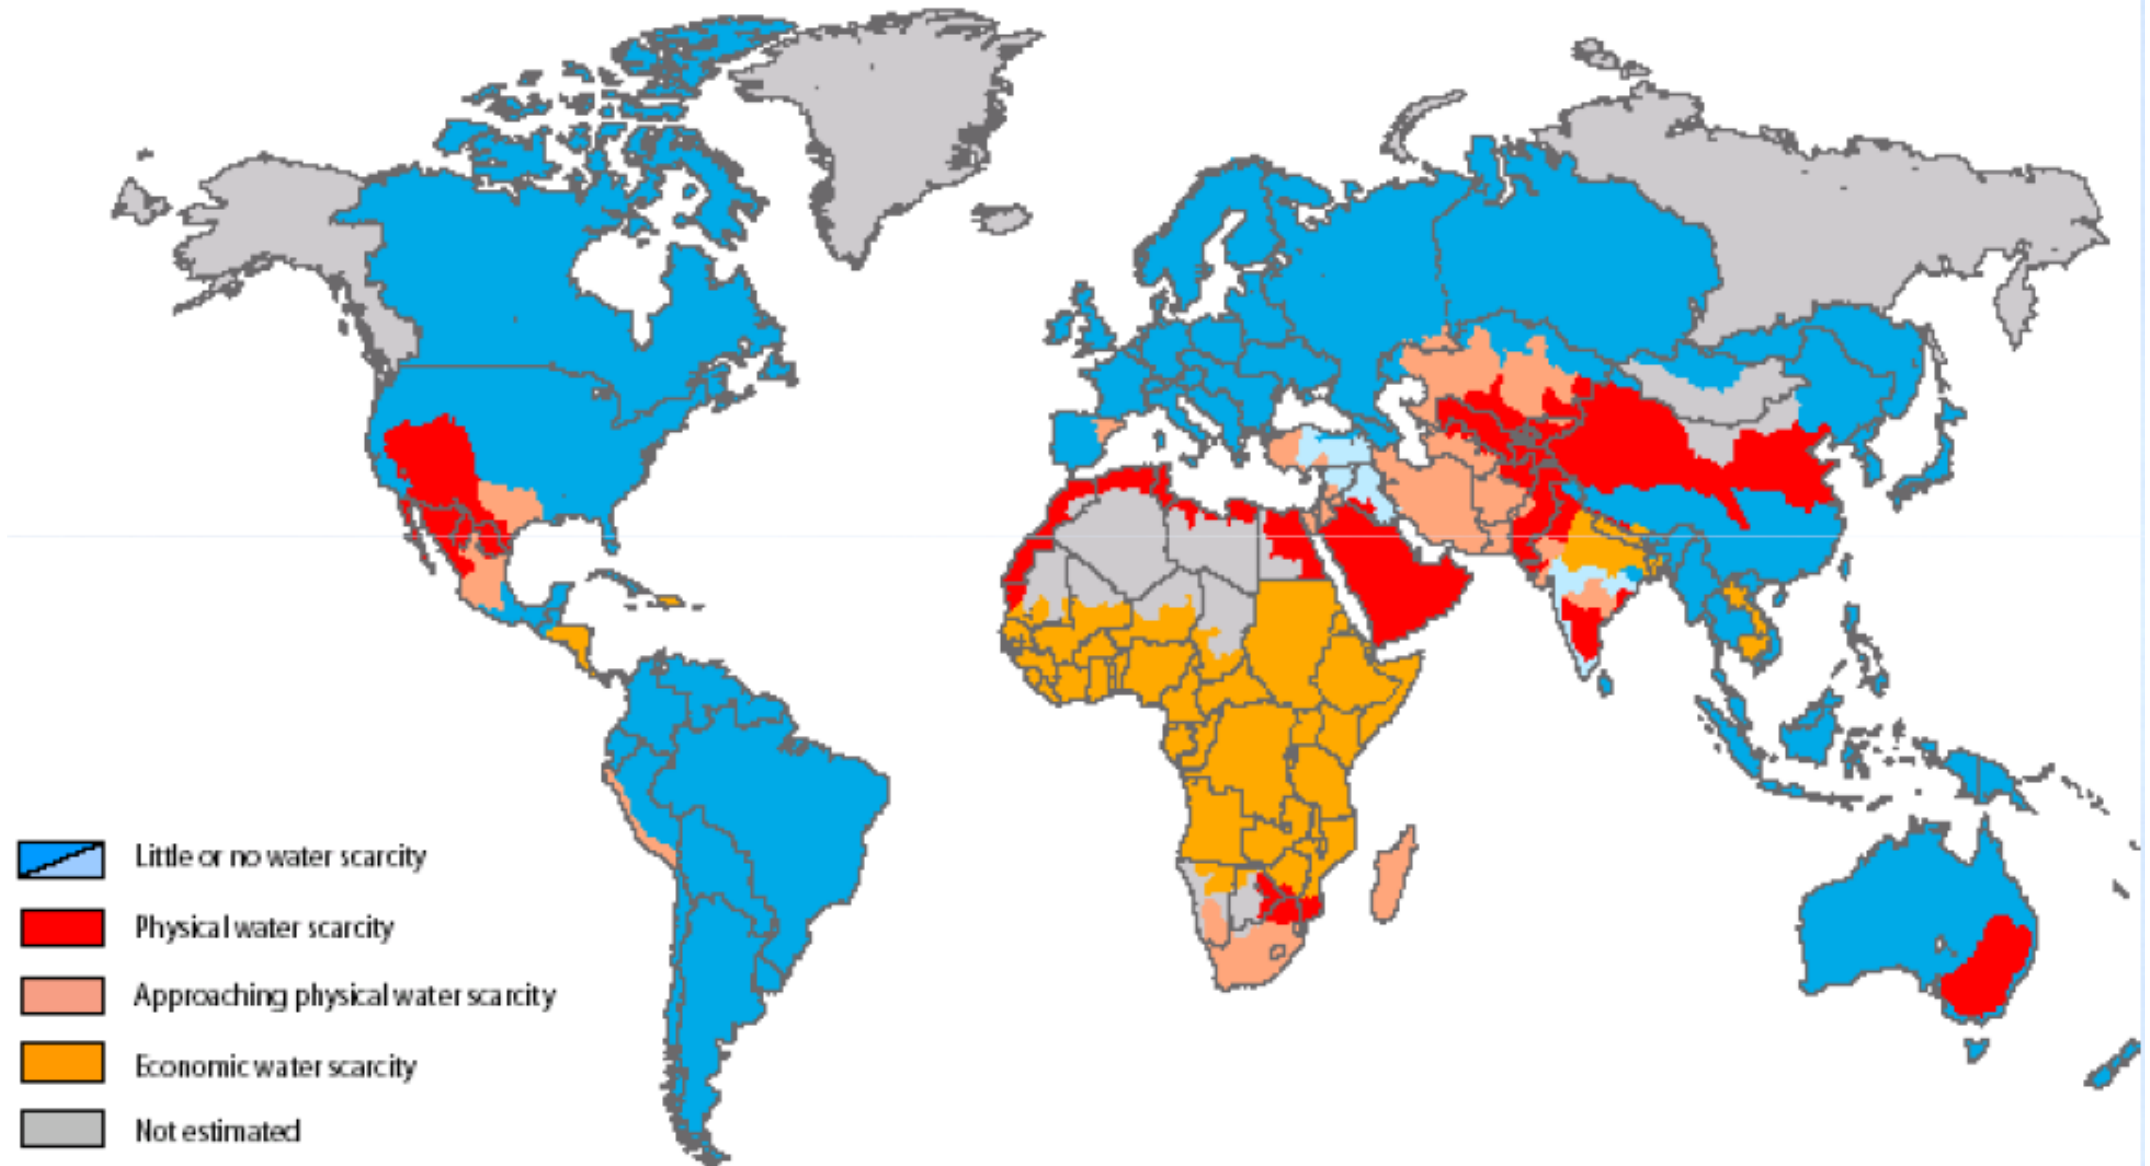 Little or no water scarcity
Physical water scarcity
Approaching physical water scarcity
Economic water scarcity
Not estimated